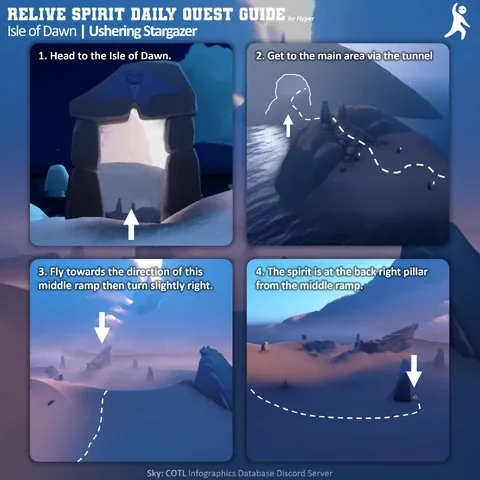 RELIVE SPIRIT DAILY QUEST GUIDE by Hyper
Isle of Dawn | Ushering Stargazer
1. Head to the Isle of Dawn.
2. Get to the main area via the tunnel
3. Fly towards the direction of this
middle ramp then turn slightly right.
4. The spirit is at the back right pillar
from the middle ramp.
Sky: COTL Infographics Database Discord Server